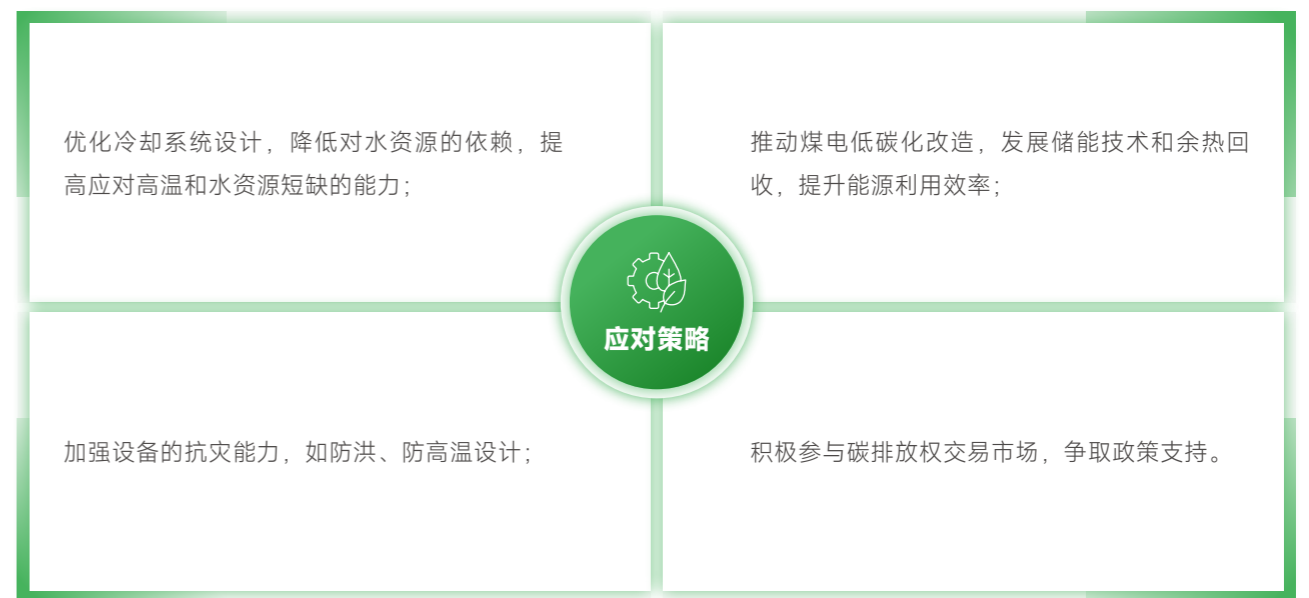 优化冷却系统设计，降低对水资源的依赖，提
高应对高温和水资源短缺的能力；
推动煤电低碳化改造，发展储能技术和余热回
收，提升能源利用效率；
应对策略
加强设备的抗灾能力，如防洪、防高温设计；
积极参与碳排放权交易市场，争取政策支持。